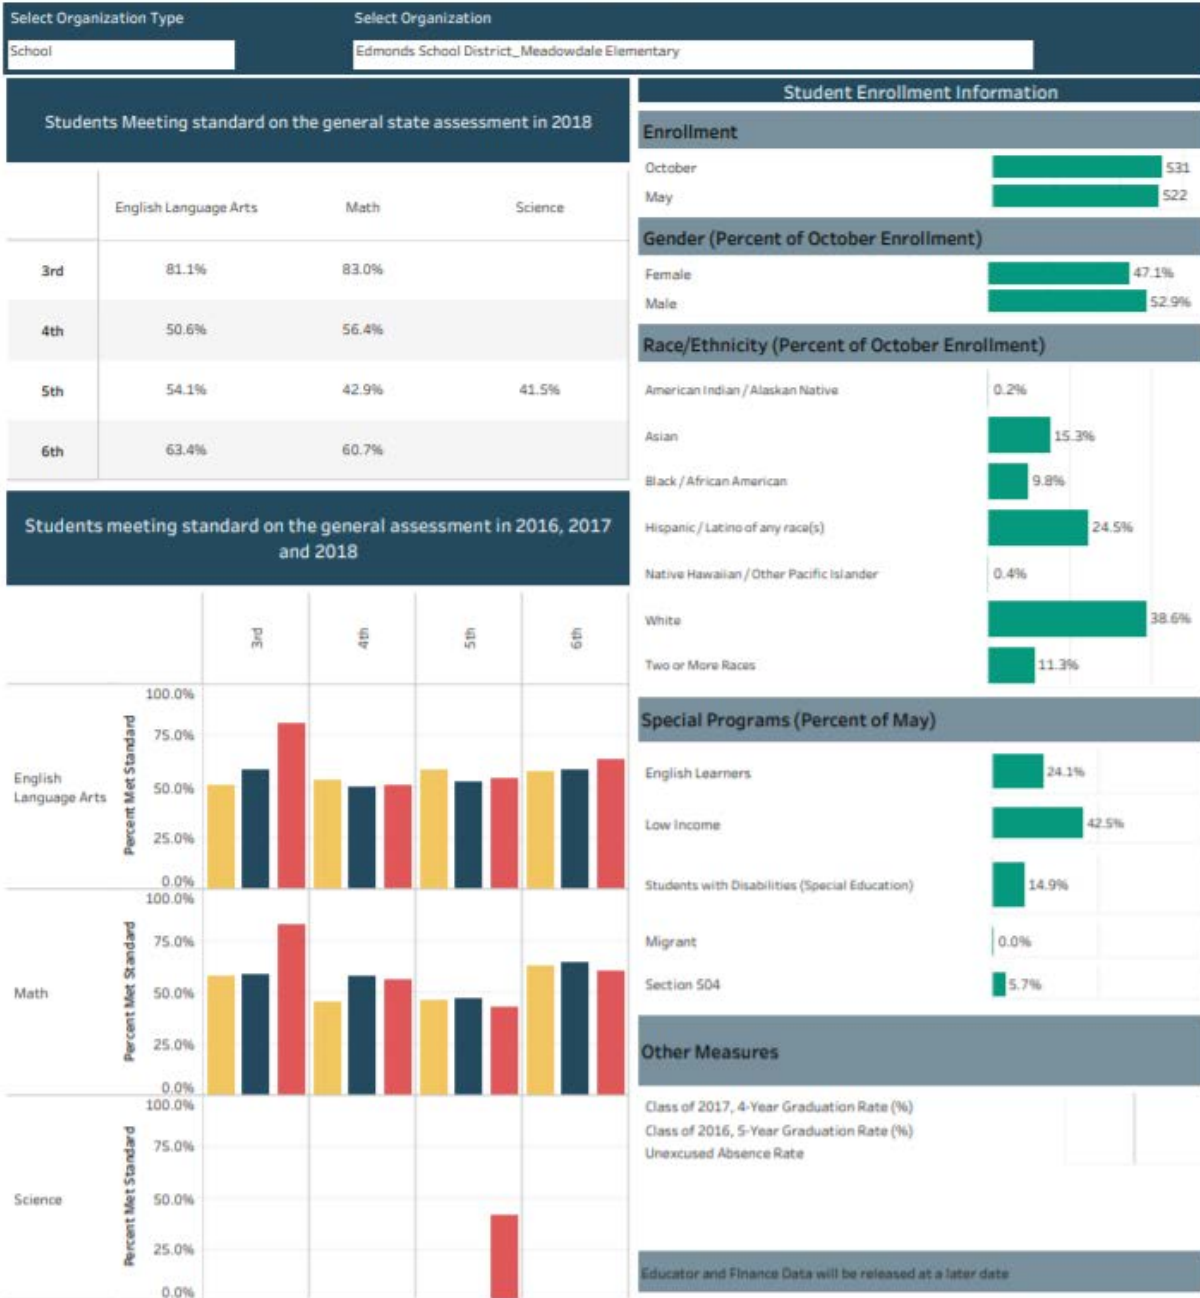 Select Organization Type
Select Organization
School
Edmonds School District_Meadowdale Elementary
Students Meeting standard on the general state assessment in 2018
English Language Arts Math Science
3rd 81.1% 83.0%
4th 50.6% 56.4%
5th 54.1% 42.9% 41.5%
6th 63.4% 60.7%
Students meeting standard on the general assessment in 2016, 2017
and 2018
3rd 4th 5th 6th
English
Language Arts
Percent Met Standard
100.0%
75.0%
50.0%
25.0%
0.0%
Math
Percent Met Standard
100.0%
75.0%
50.0%
25.0%
0.0%
Science
Percent Met Standard
100.0%
75.0%
50.0%
25.0%
0.0%
Student Enrollment Information
Enrollment
October 531
May 522
Gender (Percent of October Enrollment)
Female 47.1%
Male 52.9%
Race/Ethnicity (Percent of October Enrollment)
American Indian / Alaskan Native 0.2%
Asian 15.3%
Black / African American 9.8%
Hispanic / Latino of any race(s) 24.5%
Native Hawaiian / Other Pacific Islander 0.4%
White 38.6%
Two or More Races 11.3%
Special Programs (Percent of May)
English Learners 24.1%
Low Income 42.5%
Students with Disabilities (Special Education) 14.9%
Migrant 0.0%
Section 504 5.7%
Other Measures
Class of 2017, 4-Year Graduation Rate (%)
Class of 2016, 5-Year Graduation Rate (%)
Unexcused Absence Rate
Educator and Finance Data will be released at a later date